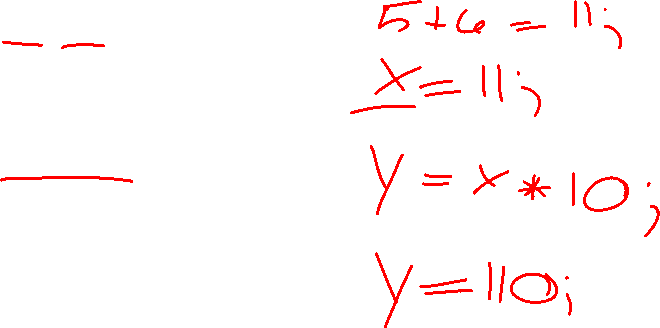 5+6 = 11;
x = 11;
y = x * 10;
y = 110;